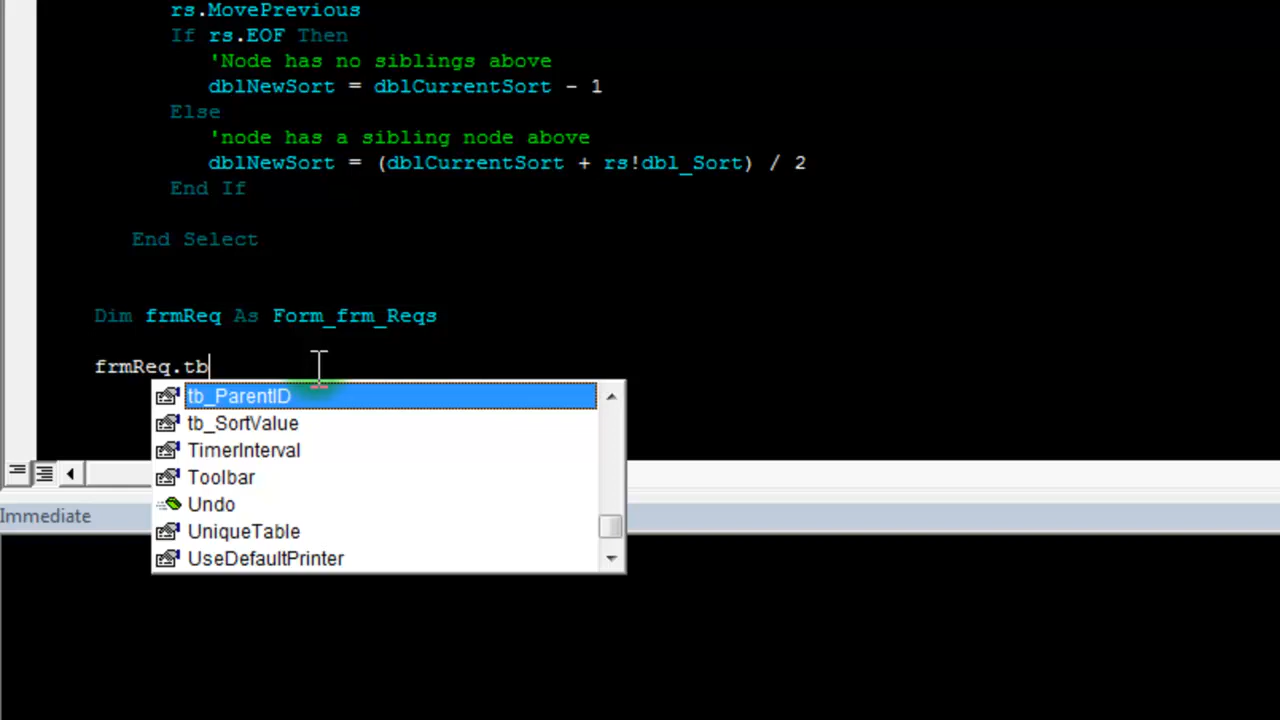 rs.MovePrevious
If rs.EOF Then
'Node has no siblings above
dblNewSort = dblCurrentSort - 1
Else
'node has a sibling node above
dblNewSort = (dblCurrentSort + rs!dbl_Sort) / 2
End If
End Select
Dim frmReq As Form_frm_Reqs
frmReq.tb
tb_ParentID
tb_SortValue
TimerInterval
Toolbar
Undo
UniqueTable
UseDefaultPrinter
Immediate